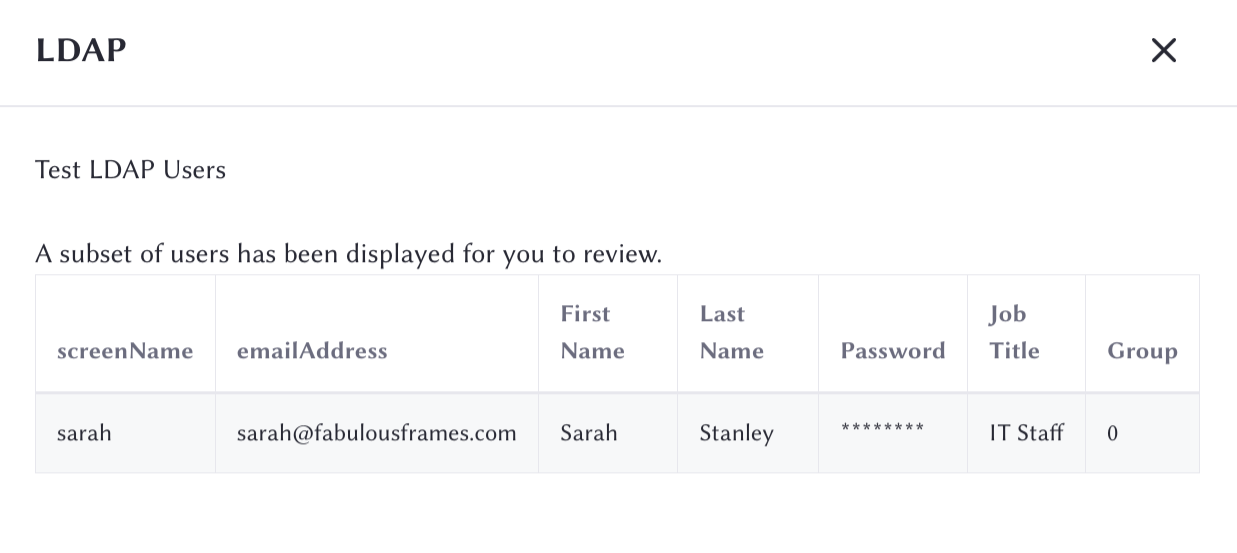 LDAP
Test LDAP Users
A subset of users has been displayed for you to review.
screenName emailAddress First Name Last Name Password Job Title Group
sarah sarah@fabulousframes.com Sarah Stanley ******** IT Staff 0